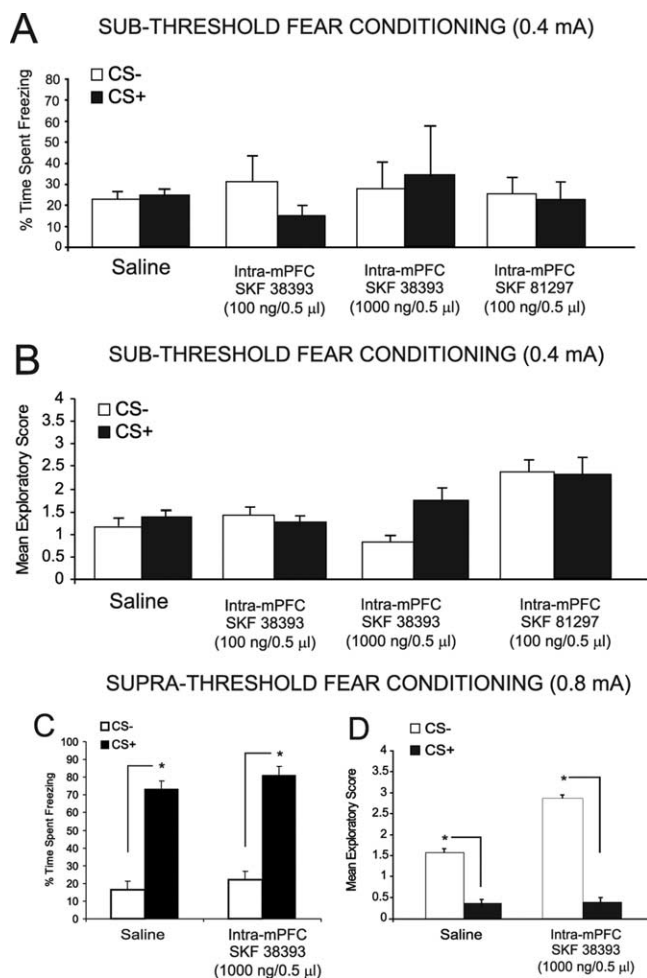 A SUB-THRESHOLD FEAR CONDITIONING (0.4 mA)
CS-
CS+
% Time Spent Freezing
80
70
60
50
40
30
20
10
0
Saline
Intra-mPFC
SKF 38393
(100 ng/0.5 µl)
Intra-mPFC
SKF 38393
(1000 ng/0.5 µl)
Intra-mPFC
SKF 81297
(100 ng/0.5 µl)
SUB-THRESHOLD FEAR CONDITIONING (0.4 mA)
B
CS-
CS+
Mean Exploratory Score
4
3.5
3
2.5
2
1.5
1
0.5
0
Saline
Intra-mPFC
SKF 38393
(100 ng/0.5 µl)
Intra-mPFC
SKF 38393
(1000 ng/0.5 µl)
Intra-mPFC
SKF 81297
(100 ng/0.5 µl)
SUPRA-THRESHOLD FEAR CONDITIONING (0.8 mA)
C
CS-
CS+
% Time Spent Freezing
100
90
80
70
60
50
40
30
20
10
0
*
*
Saline
Intra-mPFC
SKF 38393
(1000 ng/0.5 µl)
D
CS-
CS+
Mean Exploratory Score
4
3.5
3
2.5
2
1.5
1
0.5
0
*
*
Saline
Intra-mPFC
SKF 38393
(1000 ng/0.5 µl)